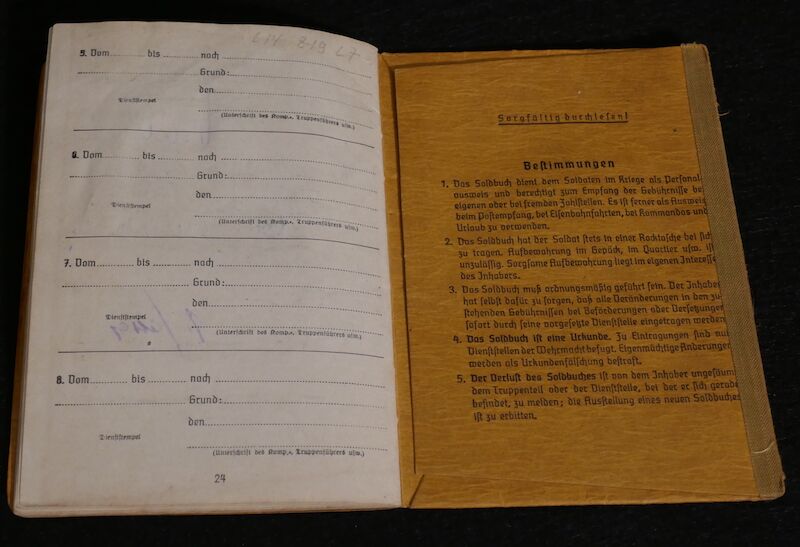 5. Vom bis nach
Grund:
den
Dienststempel
(Unterschrift des Komp.-, Truppenführers usw.)
6. Vom bis nach
Grund:
den
Dienststempel
(Unterschrift des Komp.-, Truppenführers usw.)
7. Vom bis nach
Grund:
den
Dienststempel
(Unterschrift des Komp.-, Truppenführers usw.)
8. Vom bis nach
Grund:
den
Dienststempel
(Unterschrift des Komp.-, Truppenführers usw.)
24
Sorgfältig durchlesen!
Bestimmungen
1. Das Soldbuch dient dem Soldaten im Kriege als Personal-
ausweis und berechtigt zum Empfang der Gebührnisse bei
eigenen oder bei fremden Zahlstellen. Es ist ferner als Ausweis
beim Postempfang, bei Eisenbahnfahrten, bei Kommandos und
Urlaub zu verwenden.
2. Das Soldbuch hat der Soldat stets in einer Rocktasche bei sich
zu tragen. Aufbewahrung im Gepäck, im Quartier usw. ist
unzulässig. Sorgsame Aufbewahrung liegt im eigenen Interesse
des Inhabers.
3. Das Soldbuch muß ordnungsmäßig geführt sein. Der Inhaber
hat selbst dafür zu sorgen, daß alle Veränderungen in den zu-
stehenden Gebührnissen bei Beförderungen oder Versetzungen
sofort durch seine vorgesetzte Dienststelle eingetragen werden.
4. Das Soldbuch ist eine Urkunde. Zu Eintragungen sind nur
Dienststellen der Wehrmacht befugt. Eigenmächtige Änderungen
werden als Urkundenfälschung bestraft.
5. Der Verlust des Soldbuches ist von dem Inhaber ungesäumt
dem Truppenteil oder der Dienststelle, bei der er sich gerade
befindet, zu melden; die Ausstellung eines neuen Soldbuches
ist zu erbitten.